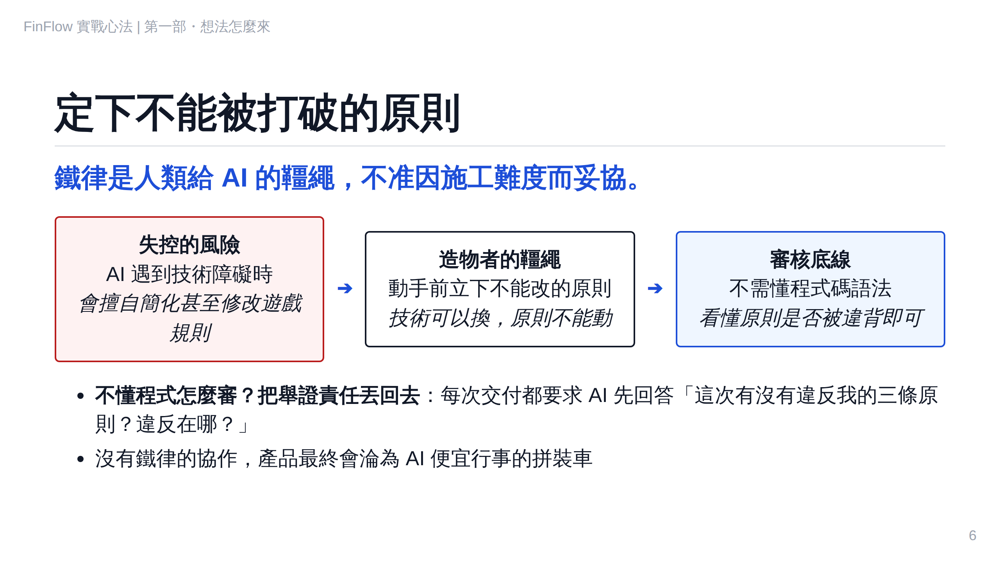 FinFlow 實戰心法 | 第一部・想法怎麼來
定下不能被打破的原則
鐵律是人類給 AI 的韁繩，不准因施工難度而妥協。
失控的風險
AI 遇到技術障礙時
會擅自簡化甚至修改遊戲
規則
➔
造物者的韁繩
動手前立下不能改的原則
技術可以換，原則不能動
➔
審核底線
不需懂程式碼語法
看懂原則是否被違背即可
• 不懂程式怎麼審？把舉證責任丟回去：每次交付都要求 AI 先回答「這次有沒有違反我的三條原
則？違反在哪？」
• 沒有鐵律的協作，產品最終會淪為 AI 便宜行事的拼裝車
6